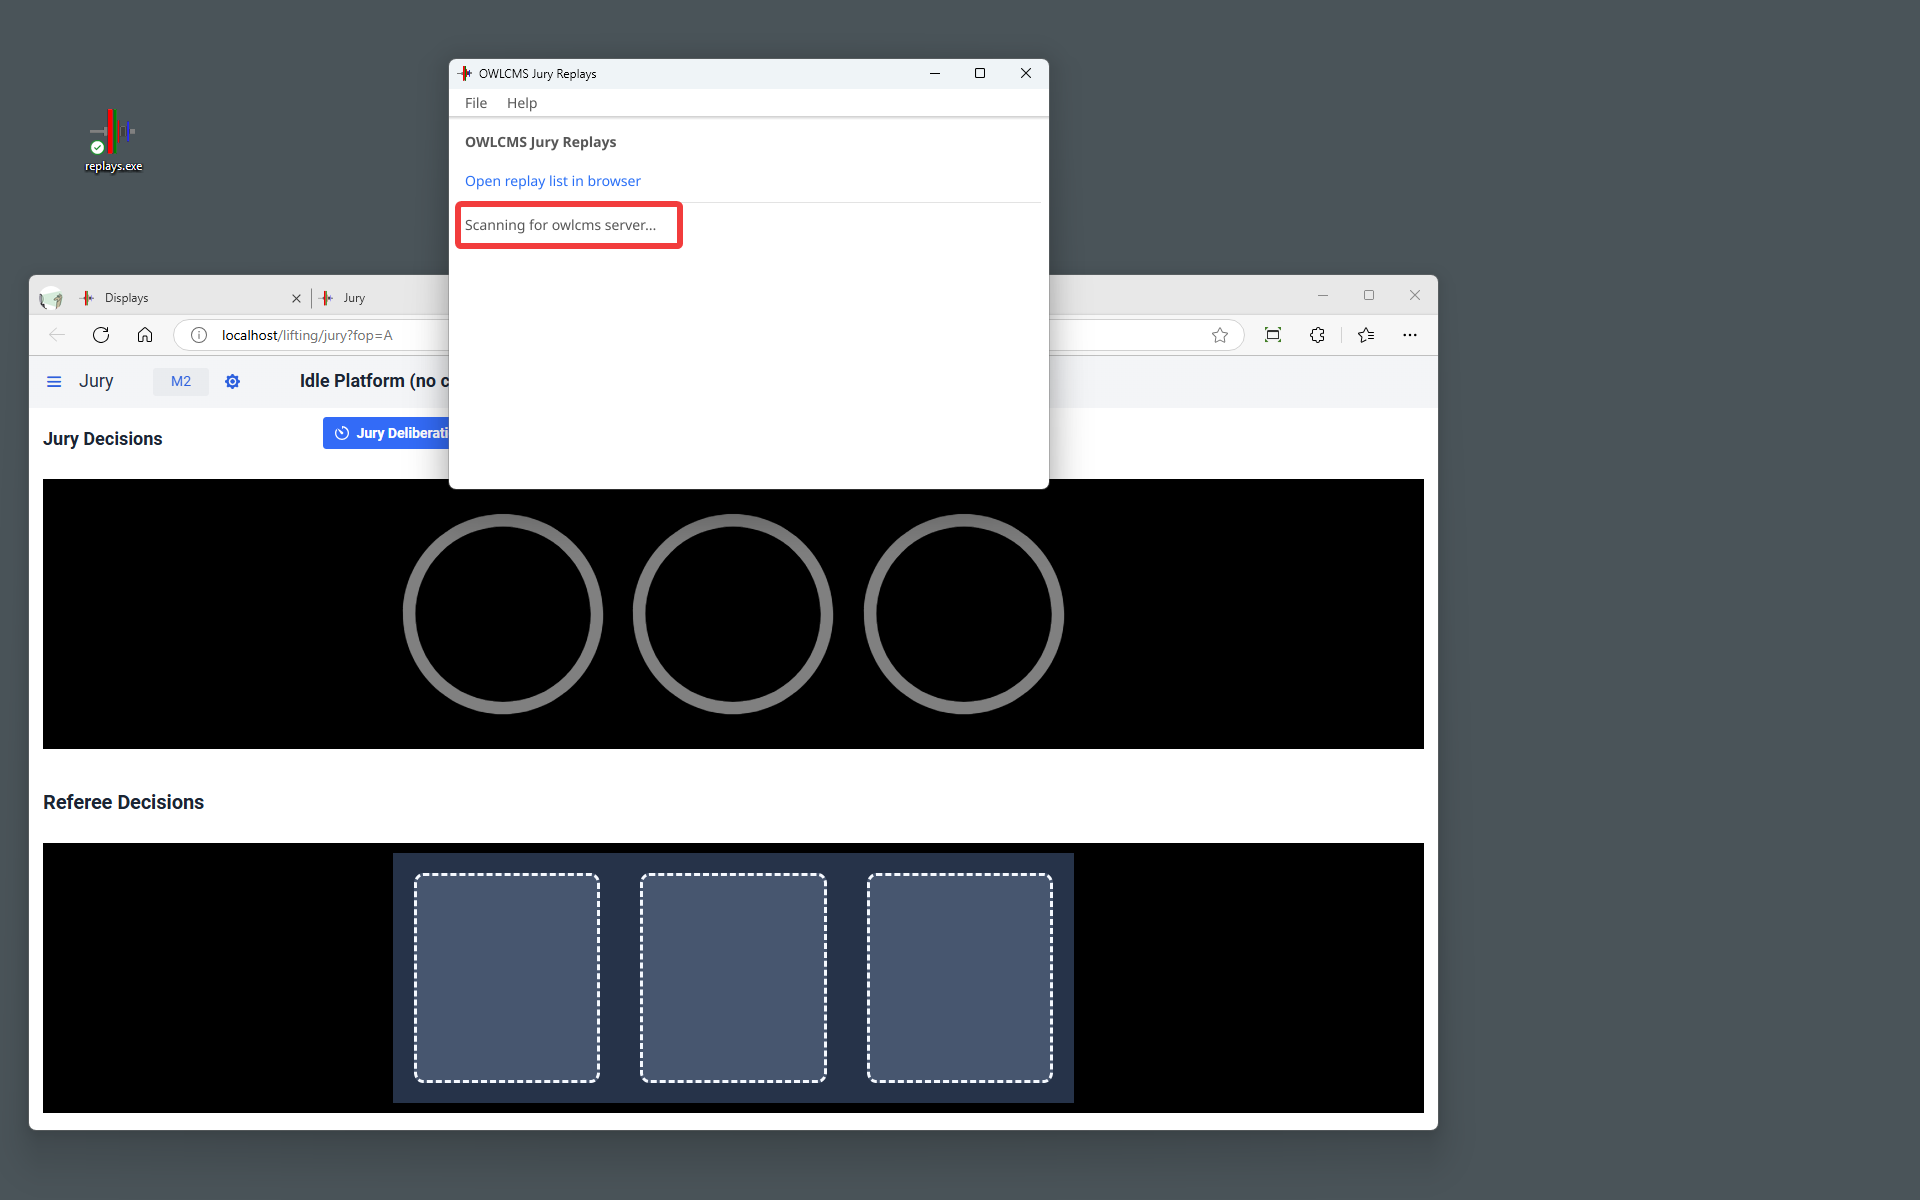 OWLCMS Jury Replays
File Help
OWLCMS Jury Replays
Open replay list in browser
Scanning for owlcms server...
replays.exe
Displays
Jury
localhost/lifting/jury?fop=A
Jury
M2
Idle Platform (no c
Jury Decisions
Jury Deliberati
Referee Decisions